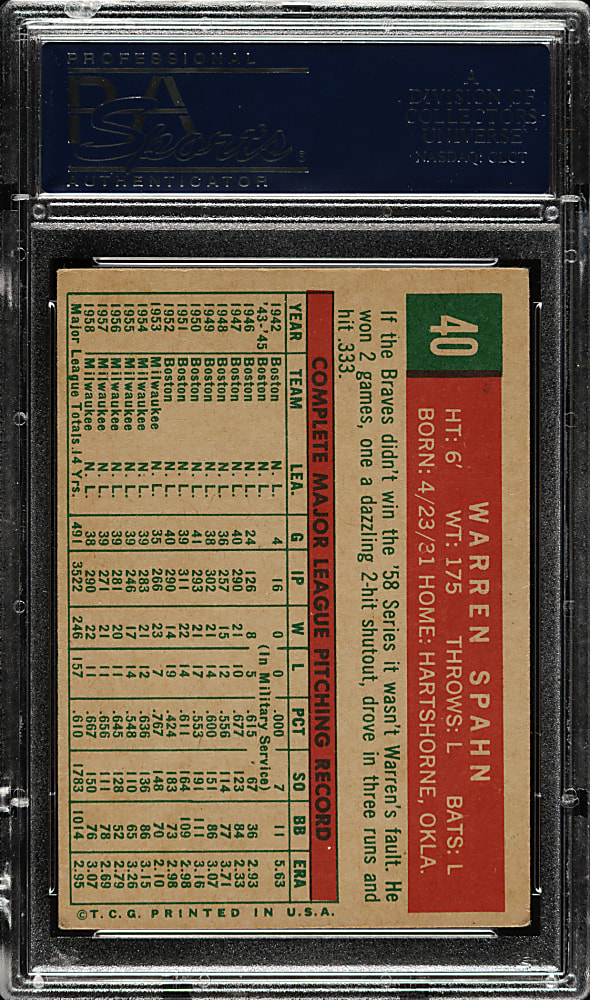 PROFESSIONAL
PSA
Sports
AUTHENTICATOR
A
DIVISION OF
COLLECTORS
UNIVERSE
NASDAQ: CLCT
40
WARREN SPAHN
HT: 6' WT: 175 THROWS: L BATS: L
BORN: 4/23/31 HOME: HARTSHORNE, OKLA.
If the Braves didn't win the '58 Series it wasn't Warren's fault. He
won 2 games, one a dazzling 2-hit shutout, drove in three runs and
hit .333.
COMPLETE MAJOR LEAGUE PITCHING RECORD
YEAR TEAM LEA. G IP W L PCT SO BB ERA
1942 Boston N. L. 4 16 0 0 .000 7 11 5.63
'43-'45 Boston (In Military Service)
1946 Boston N. L. 24 126 8 5 .615 67 36 2.93
1947 Boston N. L. 40 290 21 10 .677 123 84 2.33
1948 Boston N. L. 36 257 15 12 .556 114 77 3.71
1949 Boston N. L. 38 302 21 14 .600 151 86 3.07
1950 Boston N. L. 41 293 21 17 .553 191 111 3.16
1951 Boston N. L. 39 311 22 14 .611 164 109 2.98
1952 Boston N. L. 40 290 14 19 .424 183 73 2.98
1953 Milwaukee N. L. 35 266 23 7 .767 148 70 2.10
1954 Milwaukee N. L. 39 283 21 12 .636 136 86 3.15
1955 Milwaukee N. L. 39 246 17 14 .548 110 65 3.26
1956 Milwaukee N. L. 39 281 20 11 .645 128 52 2.79
1957 Milwaukee N. L. 39 271 21 11 .656 111 78 2.69
1958 Milwaukee N. L. 38 290 22 11 .667 150 76 3.07
Major League Totals 14 Yrs. 491 3522 246 157 .610 1783 1014 2.95
©T.C.G. PRINTED IN U.S.A.